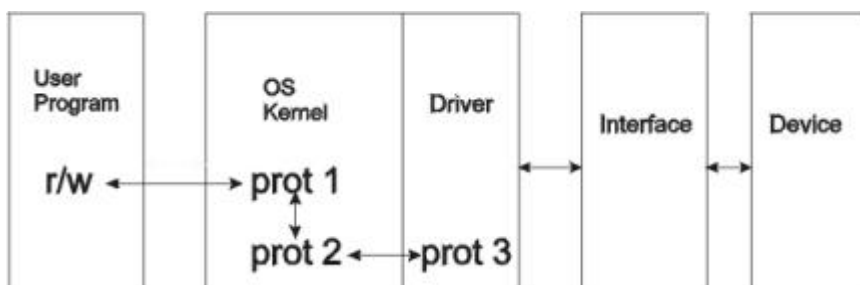 User
Program
OS
Kernel
Driver
Interface
Device
r/w
prot 1
prot 2
prot 3